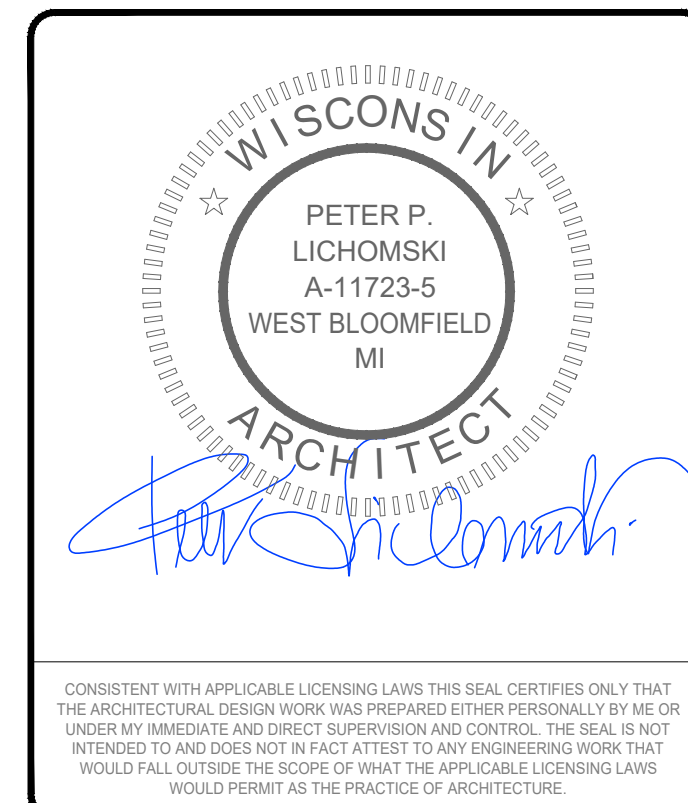 WISCONSIN
PETER P.
LICHOMSKI
A-11723-5
WEST BLOOMFIELD
MI
ARCHITECT
Peter Lichomski
CONSISTENT WITH APPLICABLE LICENSING LAWS THIS SEAL CERTIFIES ONLY THAT
THE ARCHITECTURAL DESIGN WORK WAS PREPARED EITHER PERSONALLY BY ME OR
UNDER MY IMMEDIATE AND DIRECT SUPERVISION AND CONTROL. THE SEAL IS NOT
INTENDED TO AND DOES NOT IN FACT ATTEST TO ANY ENGINEERING WORK THAT
WOULD FALL OUTSIDE THE SCOPE OF WHAT THE APPLICABLE LICENSING LAWS
WOULD PERMIT AS THE PRACTICE OF ARCHITECTURE.